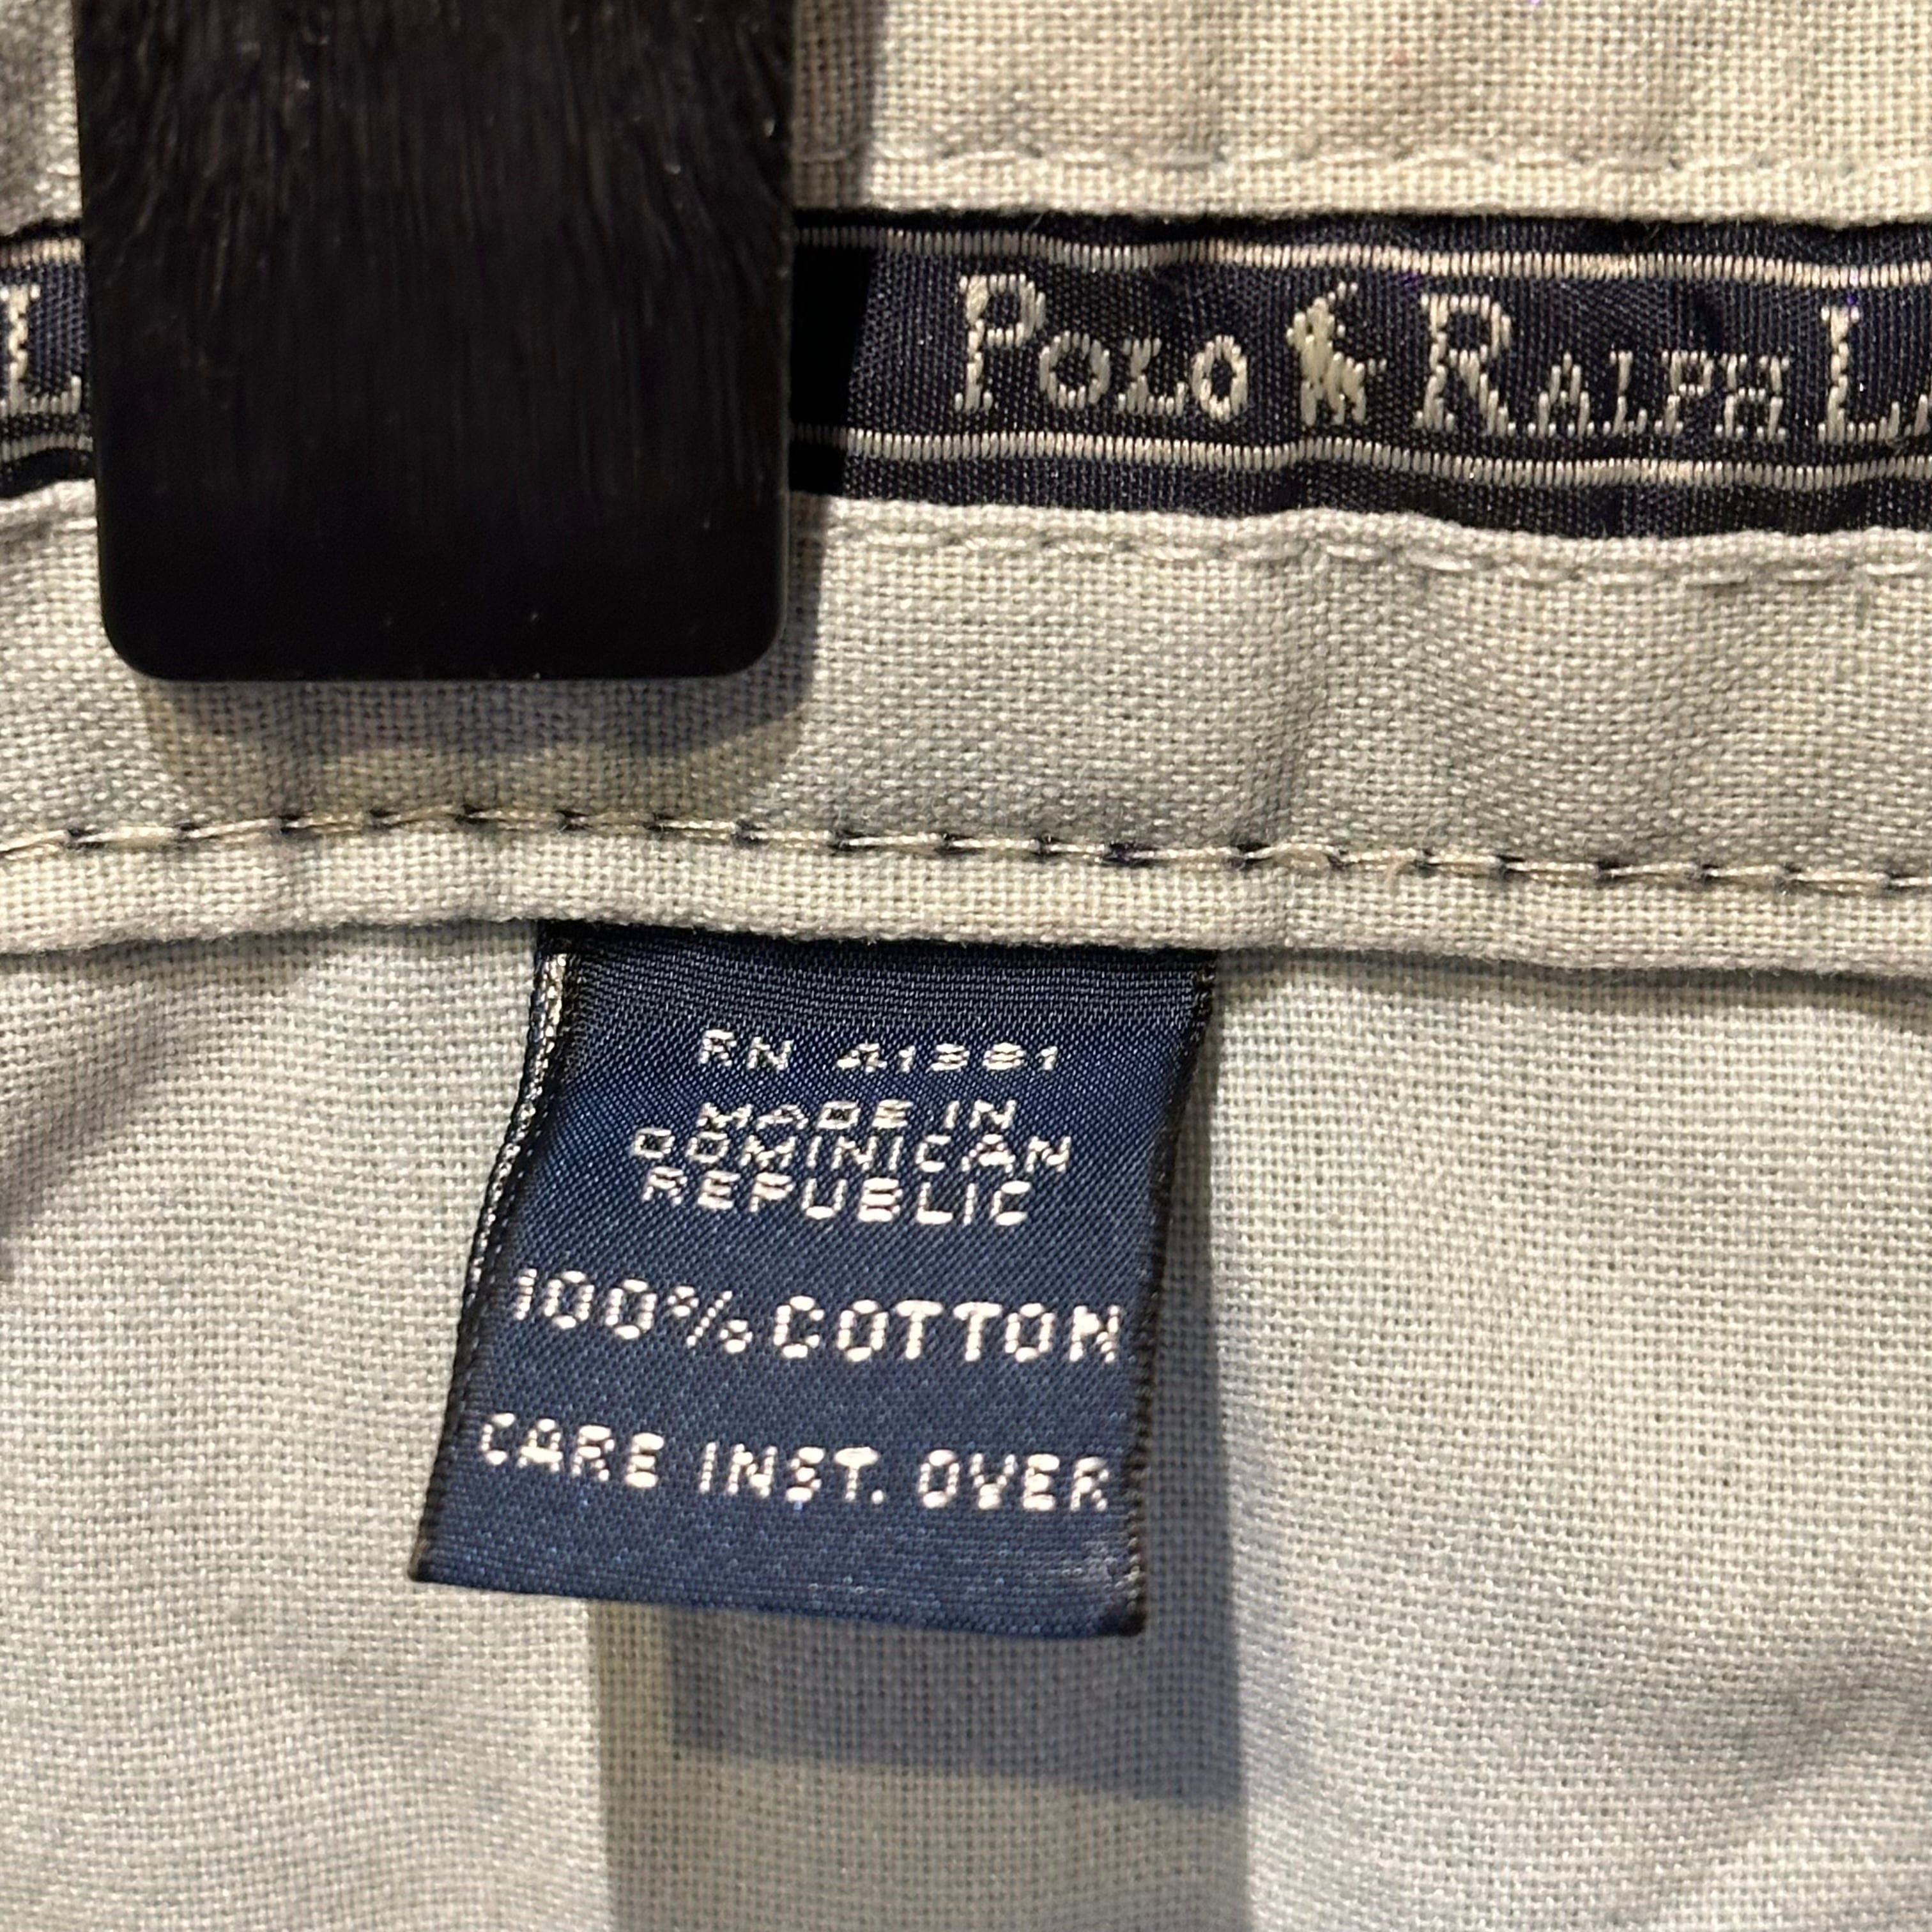 L
POLO RALPH L
RN 41381
MADE IN
DOMINICAN
REPUBLIC
100% COTTON
CARE INST. OVER